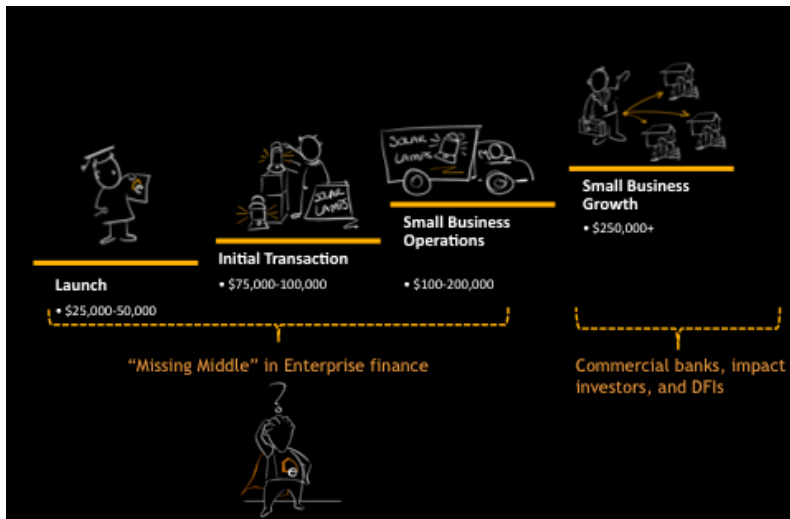 SOLAR
LAMPS
SOLAR
LAMPS
Launch
• $25,000-50,000
Initial Transaction
• $75,000-100,000
Small Business
Operations
• $100-200,000
Small Business
Growth
• $250,000+
“Missing Middle” in Enterprise finance
Commercial banks, impact
investors, and DFIs
?